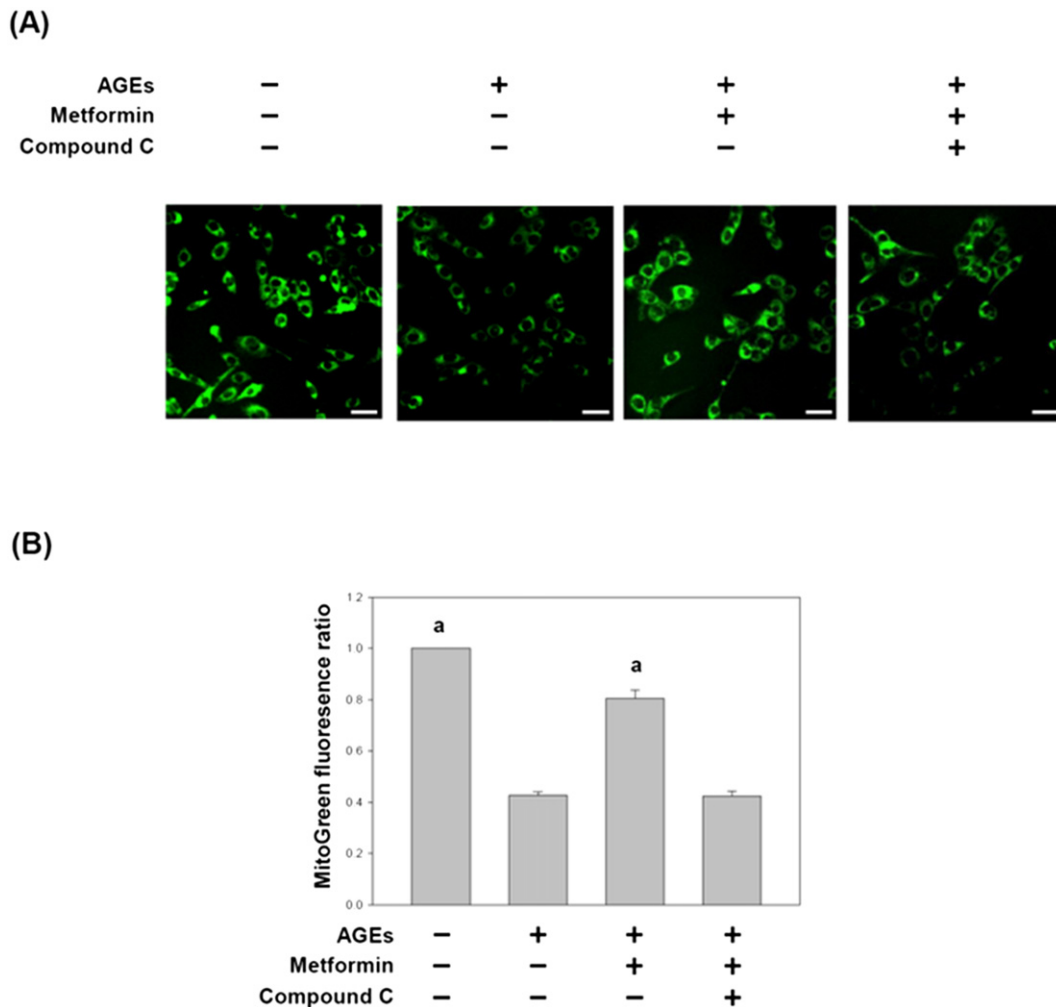 (A)
AGEs − + + +
Metformin − − + +
Compound C − − − +
(B)
MitoGreen fluoresence ratio
1 2
1 0
0 8
0 6
0 4
0 2
0 0
a
a
AGEs − + + +
Metformin − − + +
Compound C − − − +